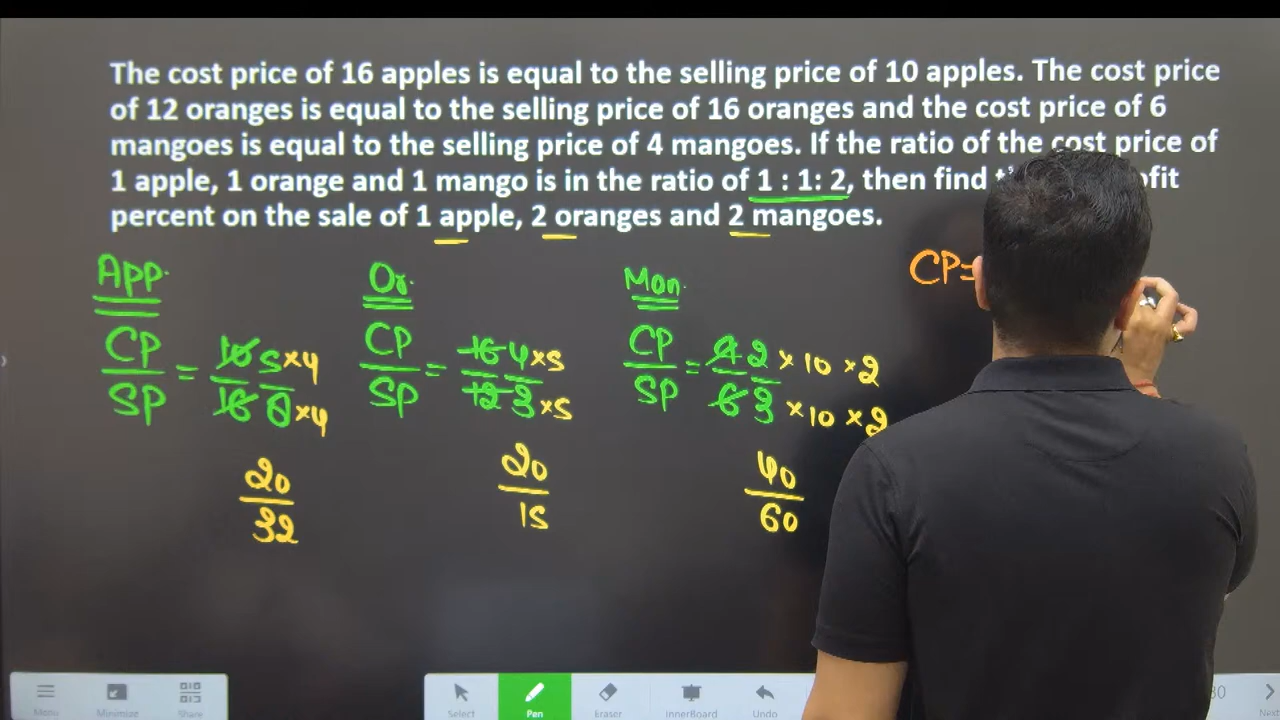 The cost price of 16 apples is equal to the selling price of 10 apples. The cost price
of 12 oranges is equal to the selling price of 16 oranges and the cost price of 6
mangoes is equal to the selling price of 4 mangoes. If the ratio of the cost price of
1 apple, 1 orange and 1 mango is in the ratio of 1 : 1: 2, then find
percent on the sale of 1 apple, 2 oranges and 2 mangoes.
APP. Or. Man.
CP/SP = 10/16 5/8 ×4 ×4
CP/SP = 16/12 4/3 ×5 ×5
CP/SP = 4/6 2/3 ×10 ×2 ×10 ×2
CP=
20/32 20/15 40/60
Menu Minimize Share Select Pen Eraser InnerBoard Undo 30 Next